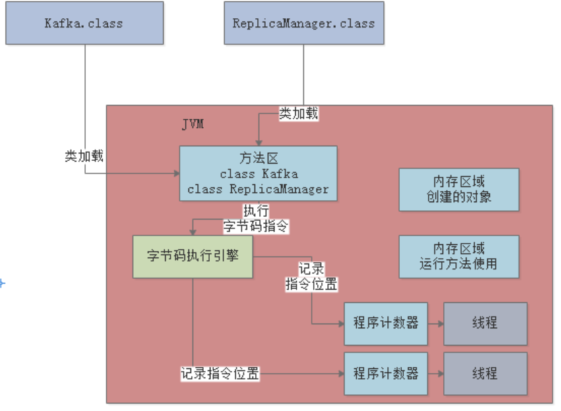 Kafka.class
ReplicaManager.class
JVM
类加载
类加载
方法区
class Kafka
class ReplicaManager
内存区域
创建的对象
执行
字节码指令
字节码执行引擎
内存区域
运行方法使用
记录
指令位置
程序计数器
线程
记录指令位置
程序计数器
线程